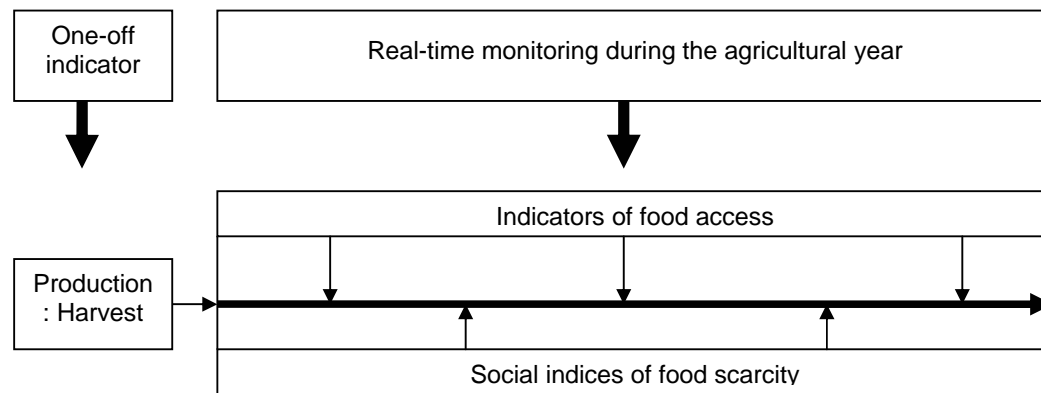 One-off
indicator
Real-time monitoring during the agricultural year
Indicators of food access
Production
: Harvest
Social indices of food scarcity